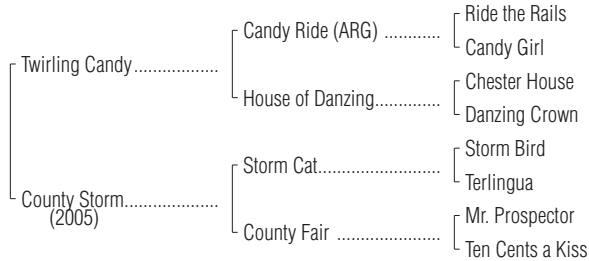 Ride the Rails
Candy Ride (ARG) ............
Candy Girl
Twirling Candy..................
Chester House
House of Danzing..............
Danzing Crown
Storm Bird
Storm Cat..........................
Terlingua
County Storm....................
(2005)
Mr. Prospector
County Fair ......................
Ten Cents a Kiss